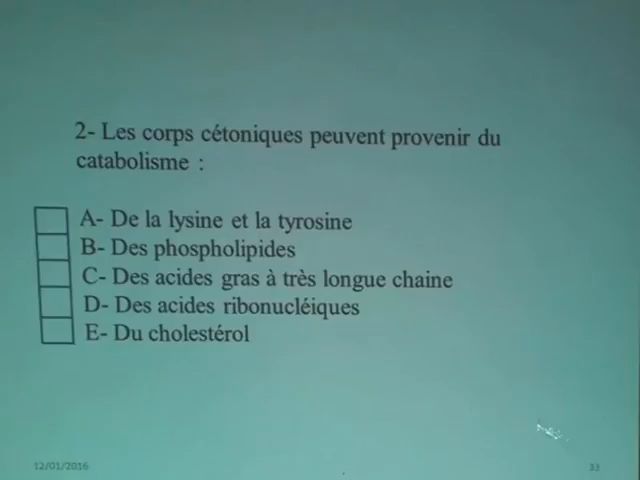 2- Les corps cétoniques peuvent provenir du
catabolisme :
A- De la lysine et la tyrosine
B- Des phospholipides
C- Des acides gras à très longue chaine
D- Des acides ribonucléiques
E- Du cholestérol
12/01/2016
33